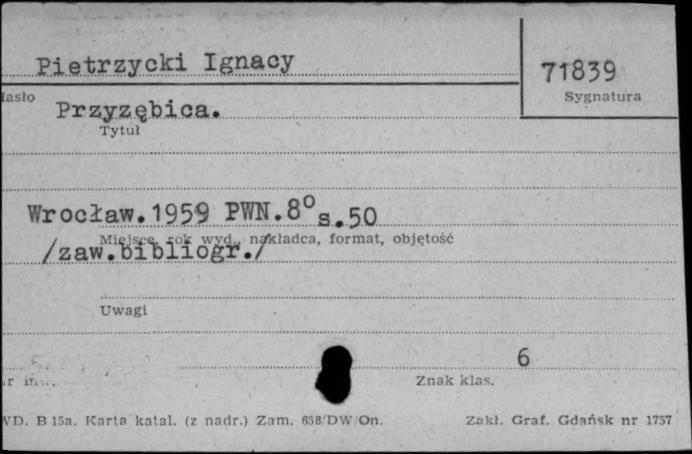 Pietrzycki Ignacy
71839
Hasło
Sygnatura
Przyzębica.
Tytuł
Wrocław.1959 PWN.8° s.50
Miejsce, rok wyd., nakładca, format, objętość
/zaw.bibliogr./
Uwagi
6
Znak klas.
B 15a. Karta katal. (z nadr.) Zam. 658/DW/On.
Zakł. Graf. Gdańsk nr 1757